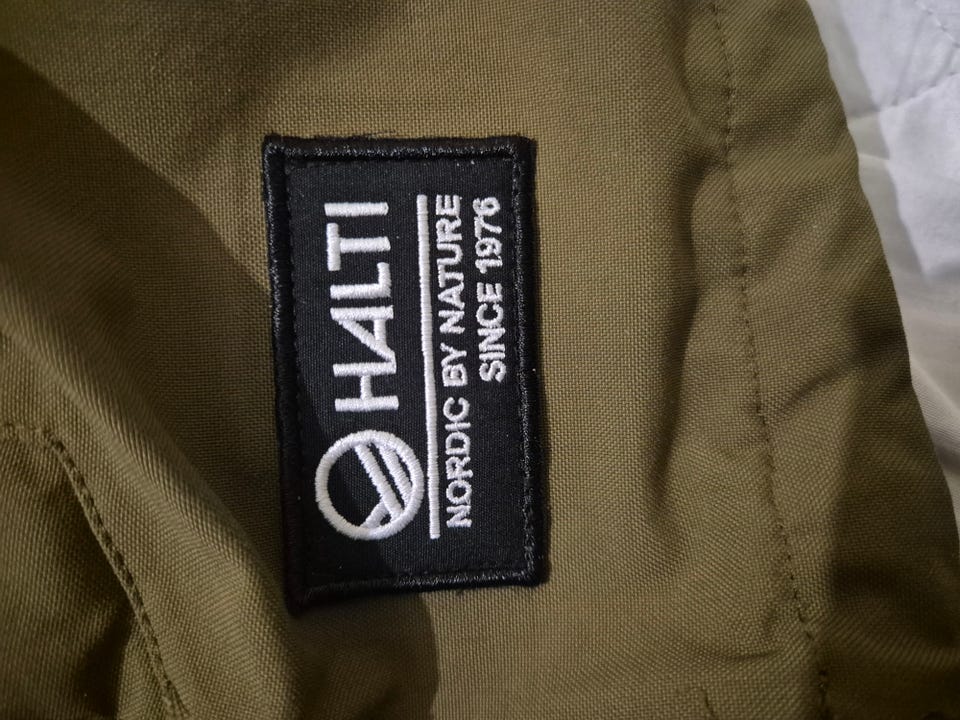 HALTI
NORDIC BY NATURE
SINCE 1976